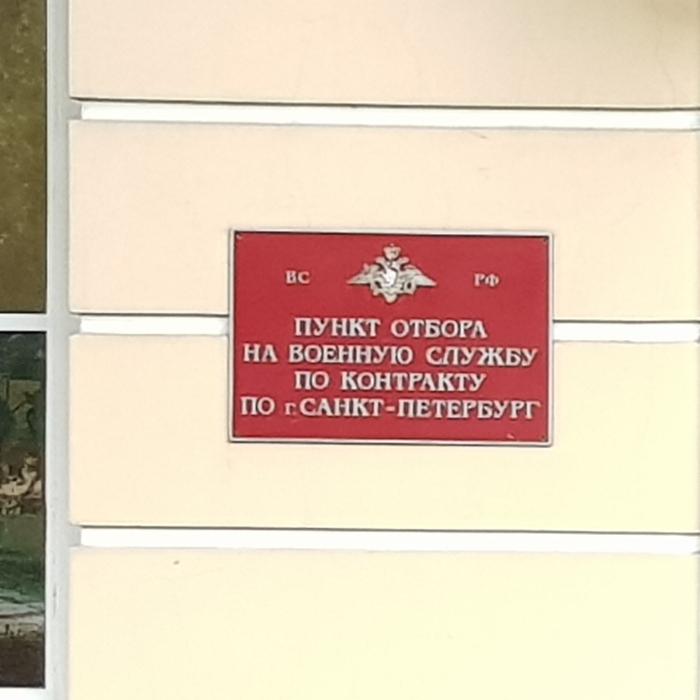 ВС РФ
ПУНКТ ОТБОРА
НА ВОЕННУЮ СЛУЖБУ
ПО КОНТРАКТУ
ПО г.САНКТ-ПЕТЕРБУРГ